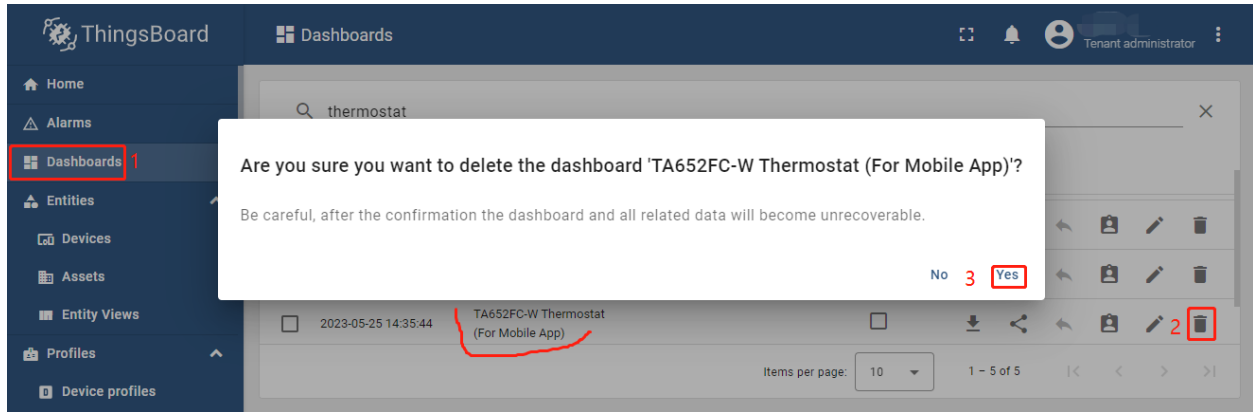 ThingsBoard
Dashboards
Tenant administrator
Home
thermostat
Alarms
Dashboards 1
Are you sure you want to delete the dashboard 'TA652FC-W Thermostat (For Mobile App)'?
Entities
Be careful, after the confirmation the dashboard and all related data will become unrecoverable.
Devices
Assets
No 3 Yes
Entity Views
2023-05-25 14:35:44
TA652FC-W Thermostat
(For Mobile App)
2
Profiles
Items per page: 10 1 – 5 of 5
Device profiles